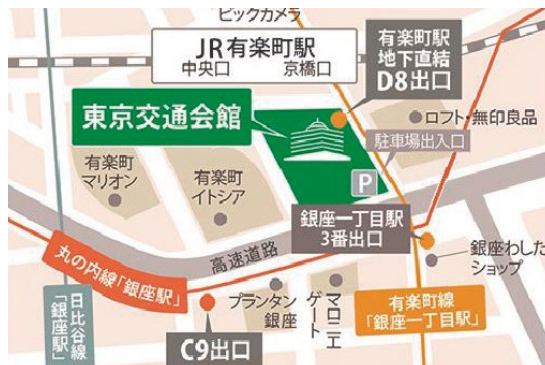 ビックカメラ
JR有楽町駅
中央口 京橋口
有楽町駅
地下直結
D8出口
東京交通会館
ロフト・無印良品
駐車場出入口
有楽町
マリオン
有楽町
イトシア
P
銀座一丁目駅
3番出口
高速道路
銀座わした
ショップ
丸の内線「銀座駅」
日比谷線
「銀座駅」
プランタン
銀座
マロニエ
ゲート
有楽町線
「銀座一丁目駅」
C9出口